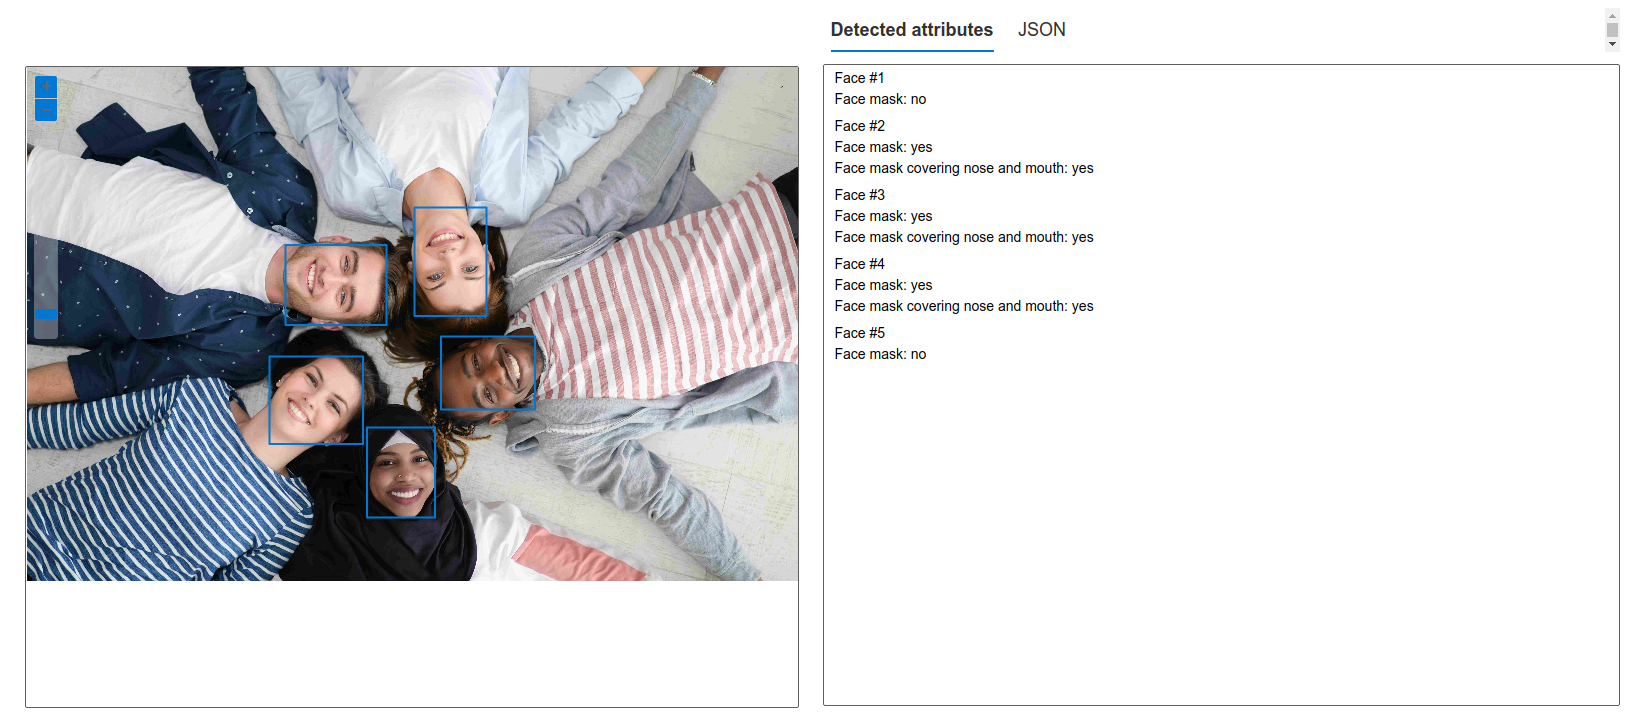 Detected attributes JSON
+
−
Face #1
Face mask: no
Face #2
Face mask: yes
Face mask covering nose and mouth: yes
Face #3
Face mask: yes
Face mask covering nose and mouth: yes
Face #4
Face mask: yes
Face mask covering nose and mouth: yes
Face #5
Face mask: no